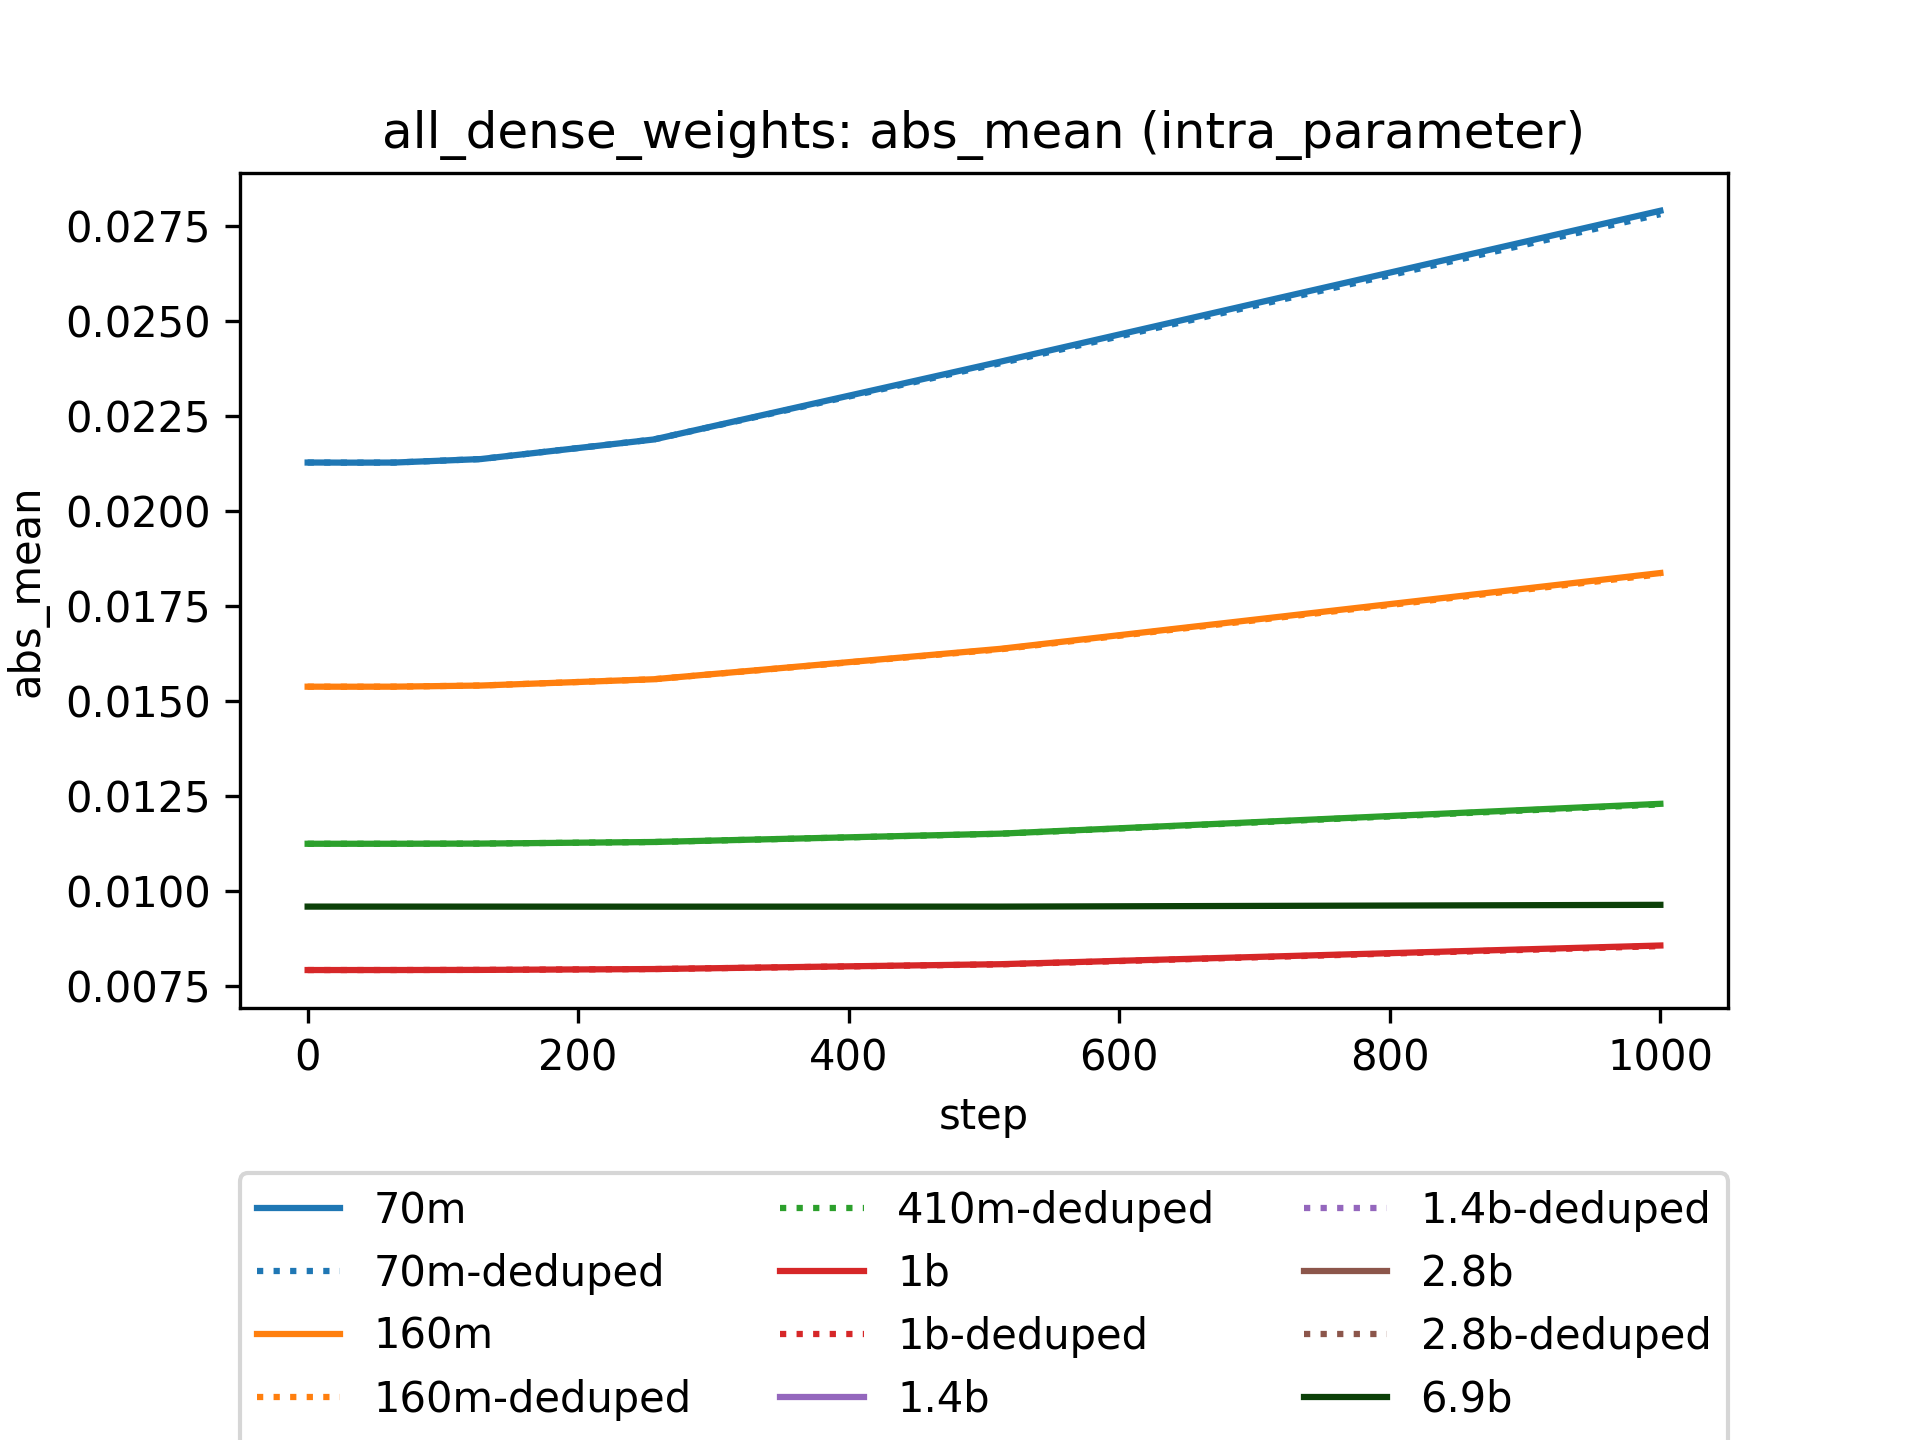 all_dense_weights: abs_mean (intra_parameter)
abs_mean
0.0275
0.0250
0.0225
0.0200
0.0175
0.0150
0.0125
0.0100
0.0075
0 200 400 600 800 1000
step
70m
70m-deduped
160m
160m-deduped
410m-deduped
1b
1b-deduped
1.4b
1.4b-deduped
2.8b
2.8b-deduped
6.9b